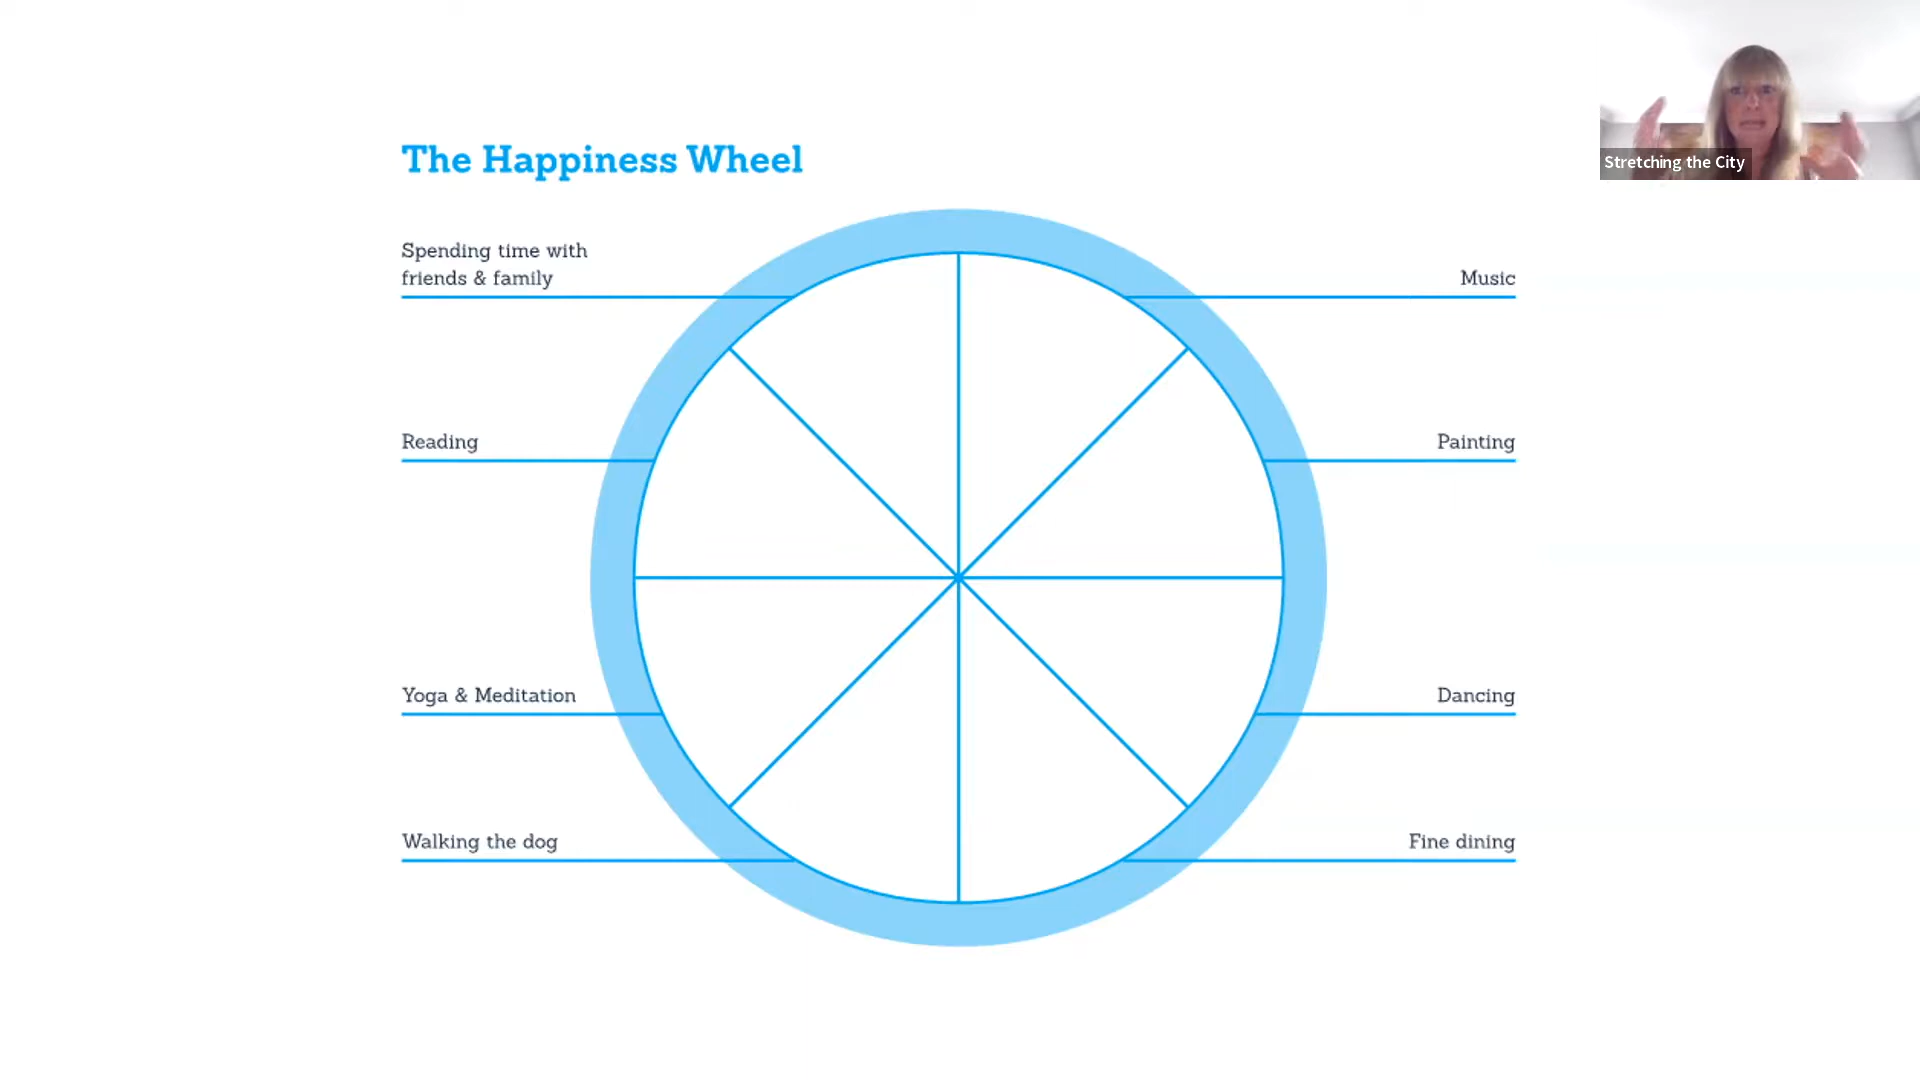 Stretching the City
The Happiness Wheel
Spending time with
friends & family
Music
Reading
Painting
Yoga & Meditation
Dancing
Walking the dog
Fine dining